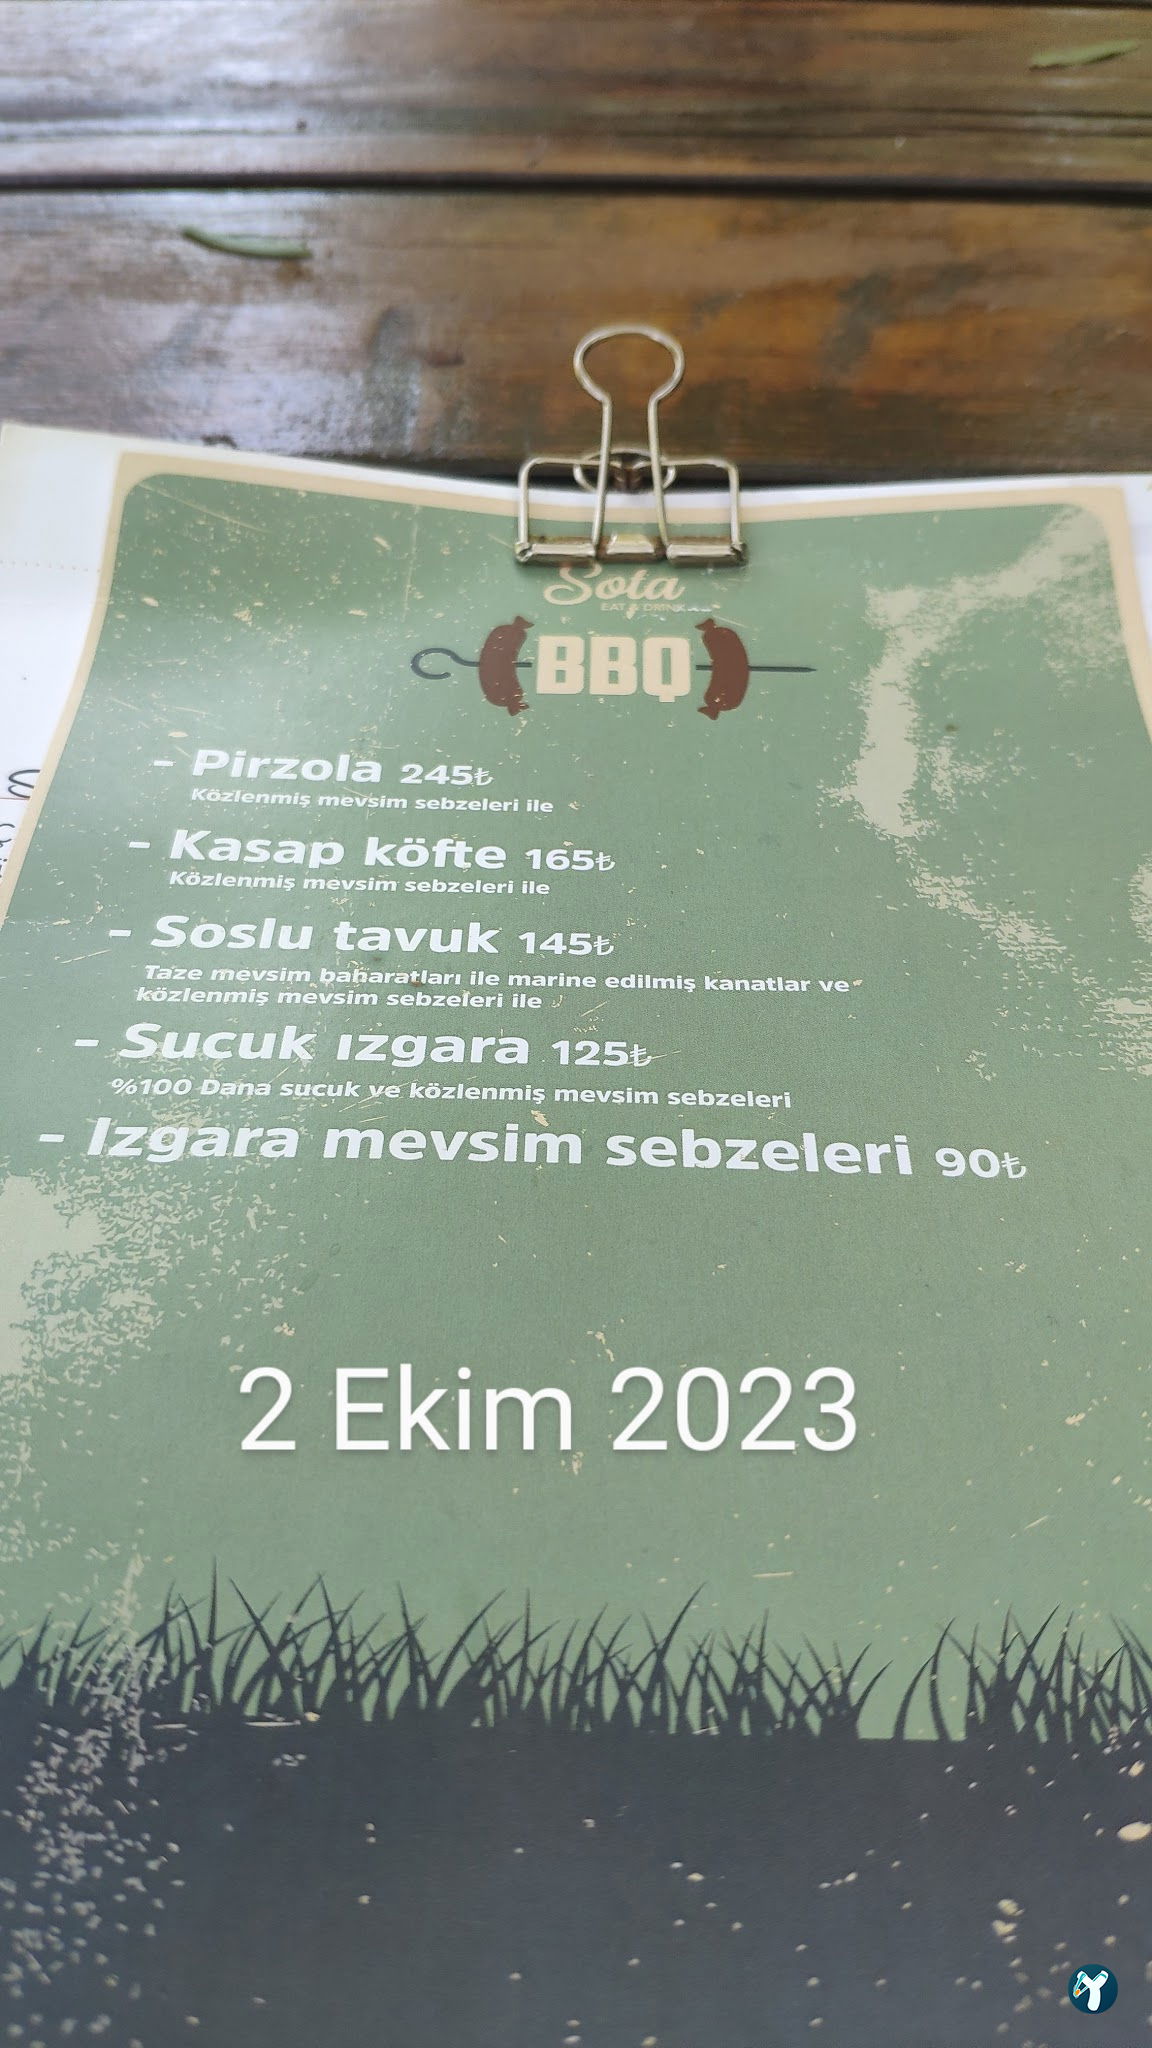 Sota
EAT & DRINK
BBQ
- Pirzola 245₺
Közlenmiş mevsim sebzeleri ile
- Kasap köfte 165₺
Közlenmiş mevsim sebzeleri ile
- Soslu tavuk 145₺
Taze mevsim baharatları ile marine edilmiş kanatlar ve
közlenmiş mevsim sebzeleri ile
- Sucuk ızgara 125₺
%100 Dana sucuk ve közlenmiş mevsim sebzeleri
- Izgara mevsim sebzeleri 90₺
2 Ekim 2023